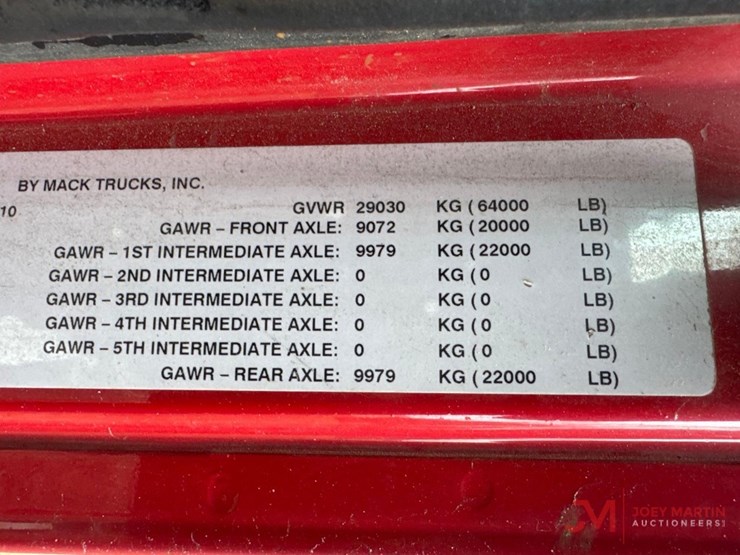 BY MACK TRUCKS, INC.
10 GVWR 29030 KG ( 64000 LB)
GAWR – FRONT AXLE: 9072 KG ( 20000 LB)
GAWR – 1ST INTERMEDIATE AXLE: 9979 KG ( 22000 LB)
GAWR – 2ND INTERMEDIATE AXLE: 0 KG ( 0 LB)
GAWR – 3RD INTERMEDIATE AXLE: 0 KG ( 0 LB)
GAWR – 4TH INTERMEDIATE AXLE: 0 KG ( 0 LB)
GAWR – 5TH INTERMEDIATE AXLE: 0 KG ( 0 LB)
GAWR – REAR AXLE: 9979 KG ( 22000 LB)
JM JOEY MARTIN
AUCTIONEERS